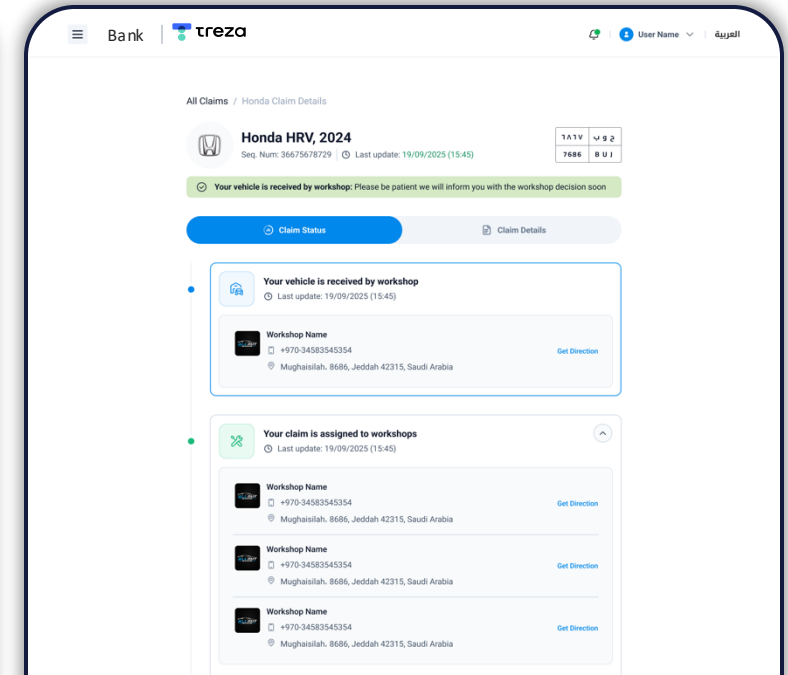 Bank
treza
User Name
العربية
All Claims / Honda Claim Details
Honda HRV, 2024
Seq. Num: 36675678729
Last update: 19/09/2025 (15:45)
٦٨٦٧
ح و ب
7686
B U J
Your vehicle is received by workshop: Please be patient we will inform you with the workshop decision soon
Claim Status
Claim Details
Your vehicle is received by workshop
Last update: 19/09/2025 (15:45)
Workshop Name
+970-34583545354
Get Direction
Mughaisilah. 8686, Jeddah 42315, Saudi Arabia
Your claim is assigned to workshops
Last update: 19/09/2025 (15:45)
Workshop Name
+970-34583545354
Get Direction
Mughaisilah. 8686, Jeddah 42315, Saudi Arabia
Workshop Name
+970-34583545354
Get Direction
Mughaisilah. 8686, Jeddah 42315, Saudi Arabia
Workshop Name
+970-34583545354
Get Direction
Mughaisilah. 8686, Jeddah 42315, Saudi Arabia